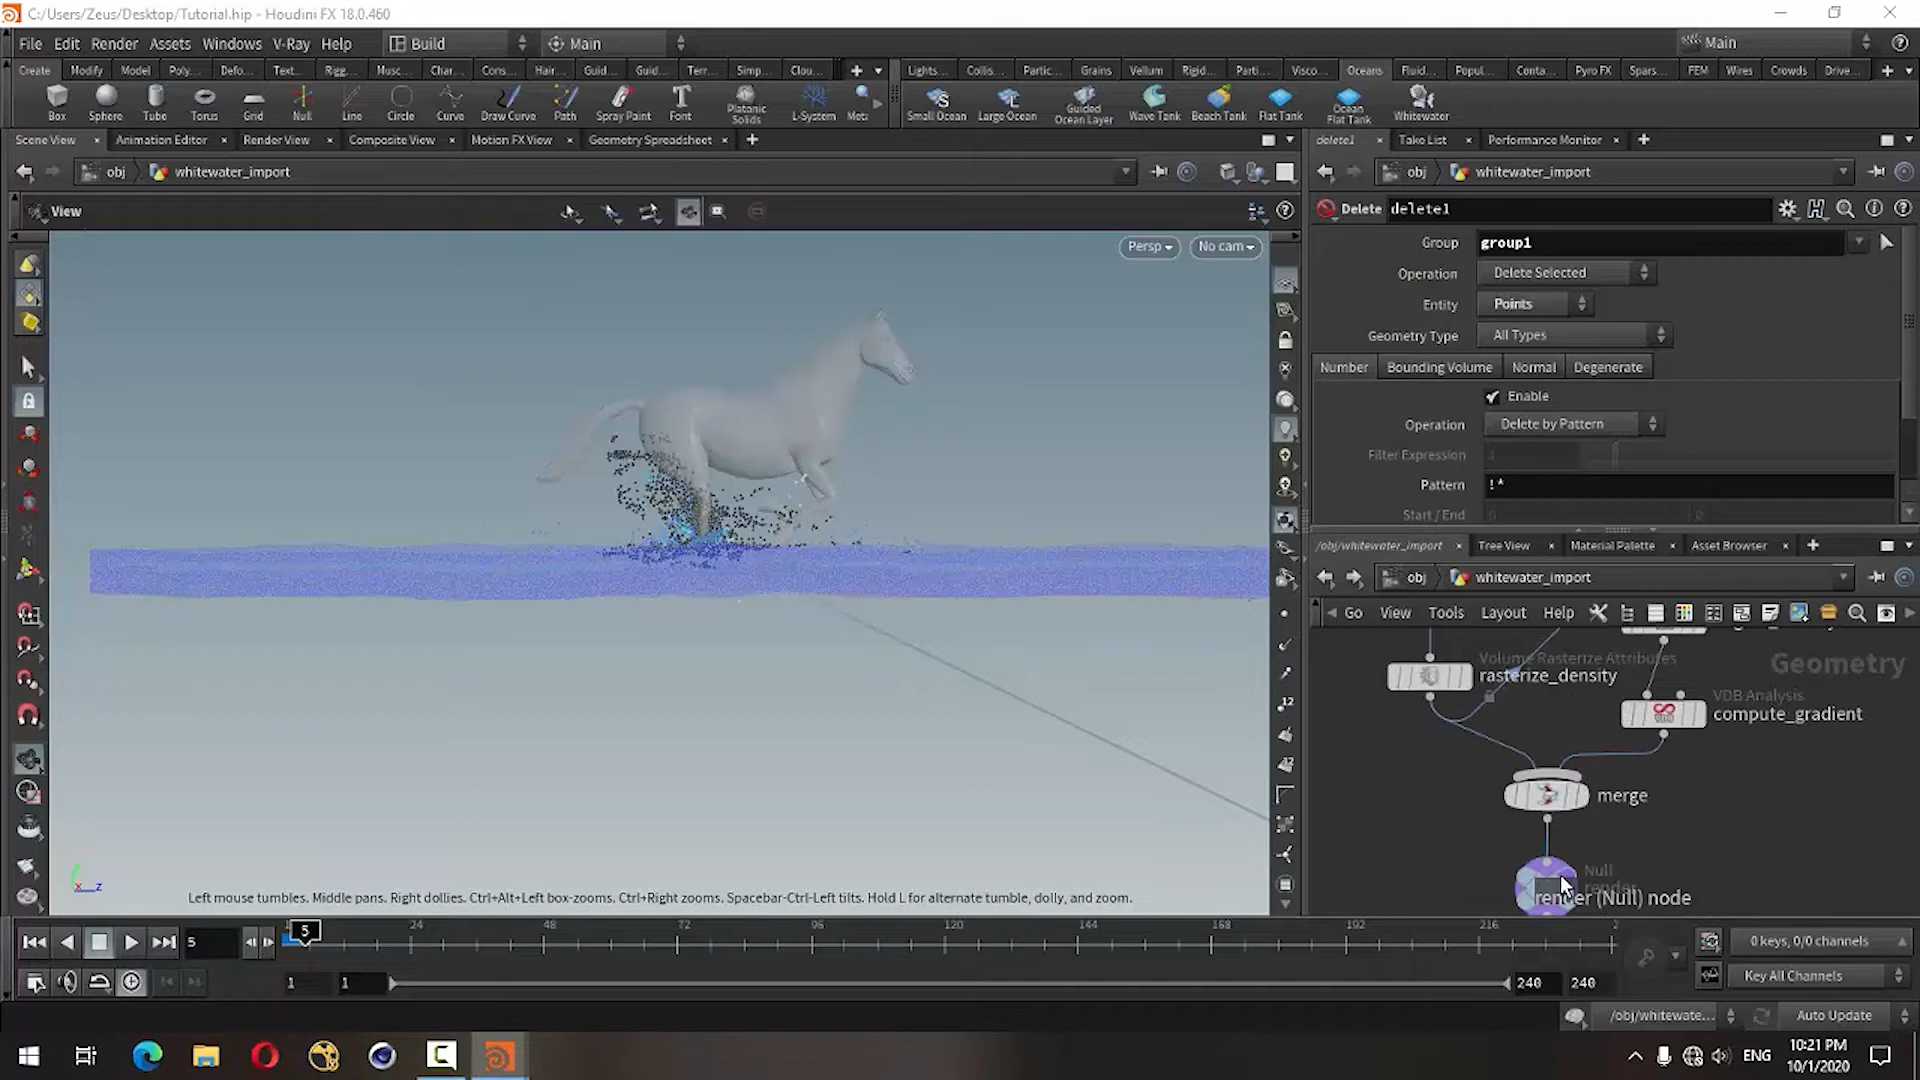 C:/Users/Zeus/Desktop/Tutorial.hip - Houdini FX 18.0.460
File Edit Render Assets Windows V-Ray Help Build Main Main
Create Modify Model Poly... Defo... Text... Rigg... Musc... Char... Cons... Hair... Guid... Guid... Terr... Simp... Clou... Lights... Collis... Partic... Grains Vellum Rigid... Parti... Visco... Oceans Fluid... Popul... Conta... Pyro FX Spars... FEM Wires Crowds Drive...
Box Sphere Tube Torus Grid Null Line Circle Curve Draw Curve Path Spray Paint Font Platonic Solids L-System Meta Small Ocean Large Ocean Guided Ocean Layer Wave Tank Beach Tank Flat Tank Ocean Flat Tank Whitewater
Scene View Animation Editor Render View Composite View Motion FX View Geometry Spreadsheet delete1 Take List Performance Monitor
obj whitewater_import obj whitewater_import
View
Delete delete1
Persp No cam
Group group1
Operation Delete Selected
Entity Points
Geometry Type All Types
Number Bounding Volume Normal Degenerate
Enable
Operation Delete by Pattern
Filter Expression
Pattern !*
Start / End
/obj/whitewater_import Tree View Material Palette Asset Browser
obj whitewater_import
Go View Tools Layout Help
Volume Rasterize Attributes
rasterize_density
Geometry
VDB Analysis
compute_gradient
merge
Null
render
render (Null) node
z
x
Left mouse tumbles. Middle pans. Right dollies. Ctrl+Alt+Left box-zooms. Ctrl+Right zooms. Spacebar-Ctrl-Left tilts. Hold L for alternate tumble, dolly, and zoom.
5 5 24 48 72 96 120 144 168 192 216 2
0 keys, 0/0 channels
1 1 240 240
Key All Channels
/obj/whitewate... Auto Update
ENG
10:21 PM
10/1/2020